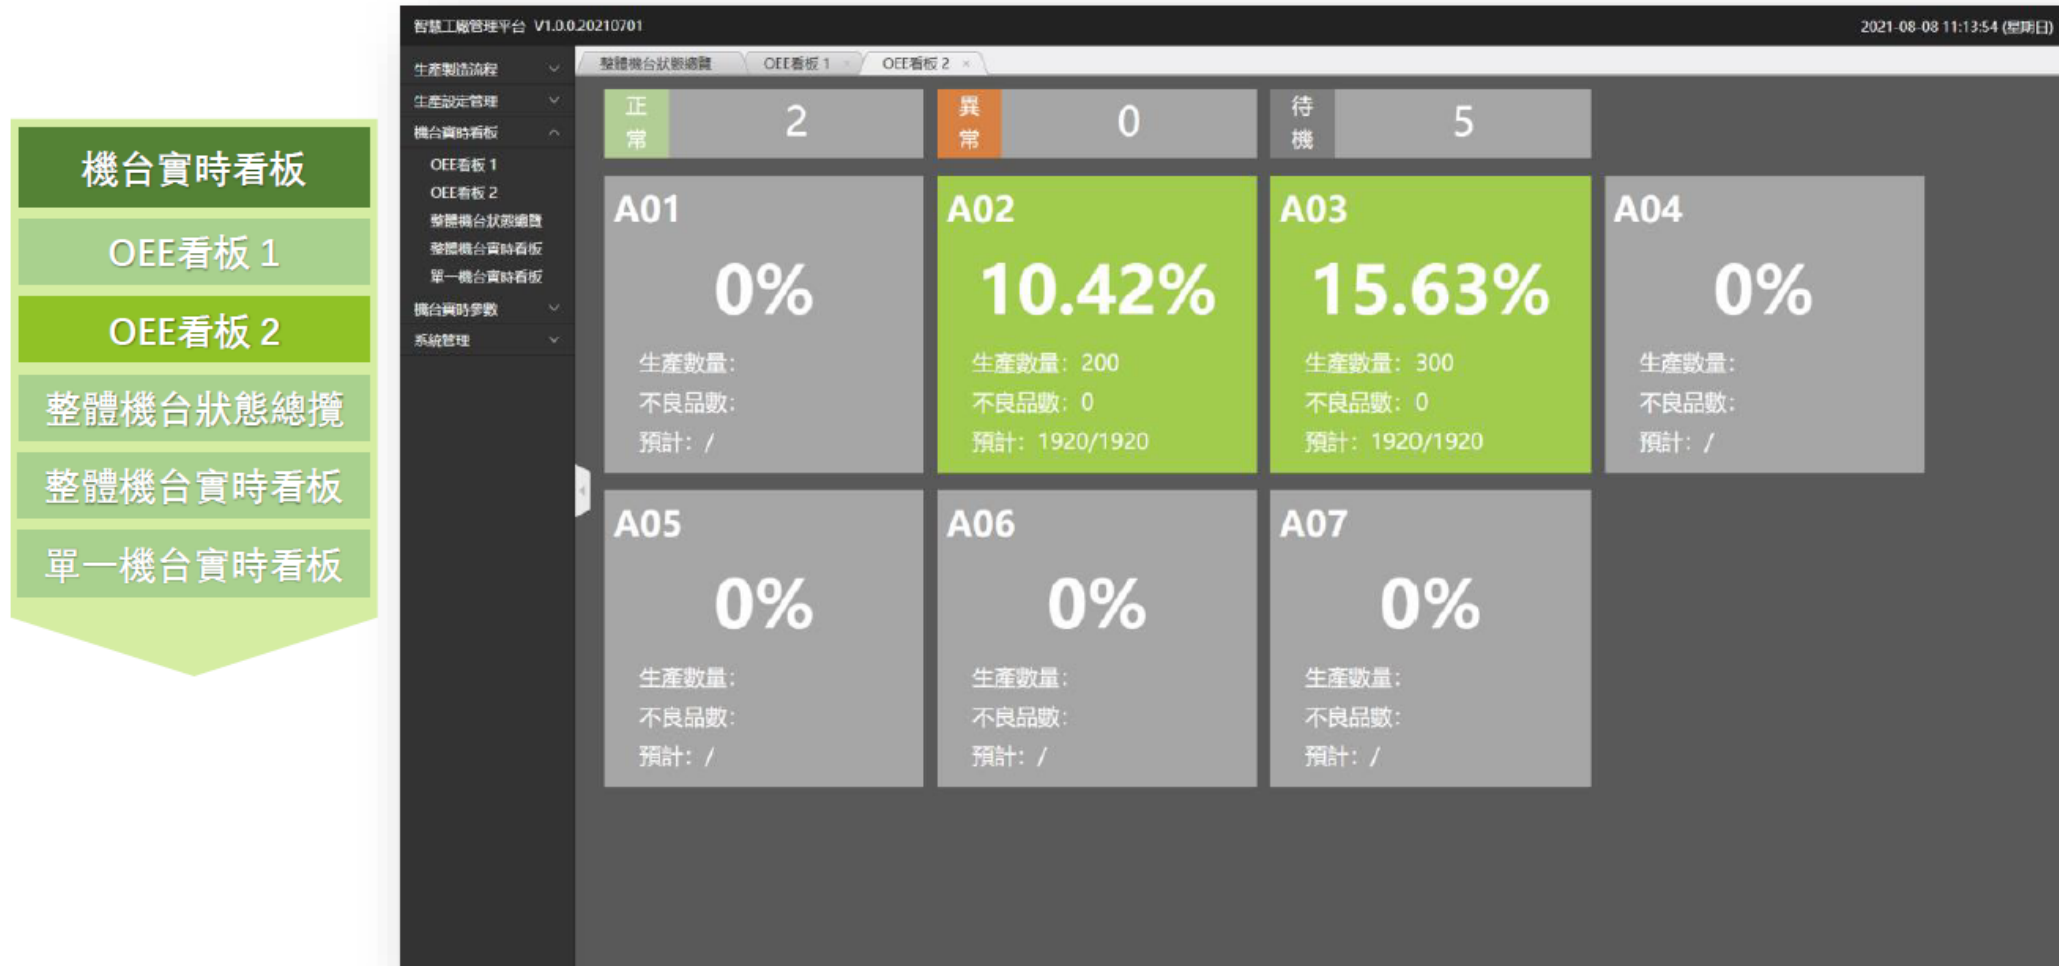 機台實時看板
OEE看板 1
OEE看板 2
整體機台狀態總攬
整體機台實時看板
單一機台實時看板
智慧工廠管理平台 V1.0.0.20210701
2021-08-08 11:13:54 (星期日)
生產製造流程
生產設定管理
機台實時看板
OEE看板 1
OEE看板 2
整體機台狀態總覽
整體機台實時看板
單一機台實時看板
機台實時參數
系統管理
整體機台狀態總覽
OEE看板 1 ×
OEE看板 2 ×
正常 2
異常 0
待機 5
A01
0%
生產數量:
不良品數:
預計: /
A02
10.42%
生產數量: 200
不良品數: 0
預計: 1920/1920
A03
15.63%
生產數量: 300
不良品數: 0
預計: 1920/1920
A04
0%
生產數量:
不良品數:
預計: /
A05
0%
生產數量:
不良品數:
預計: /
A06
0%
生產數量:
不良品數:
預計: /
A07
0%
生產數量:
不良品數:
預計: /